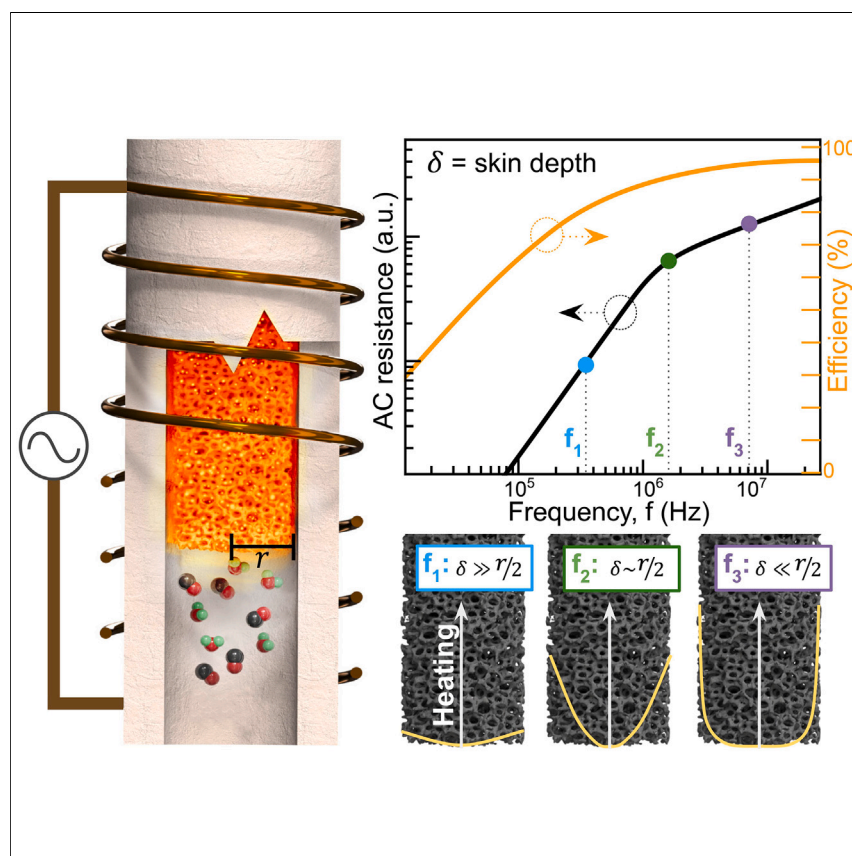 δ = skin depth
AC resistance (a.u.)
100
Efficiency (%)
0
f₁
f₂
f₃
10⁵
10⁶
10⁷
Frequency, f (Hz)
r
f₁: δ ≫ r/2
f₂: δ~r/2
f₃: δ ≪ r/2
Heating